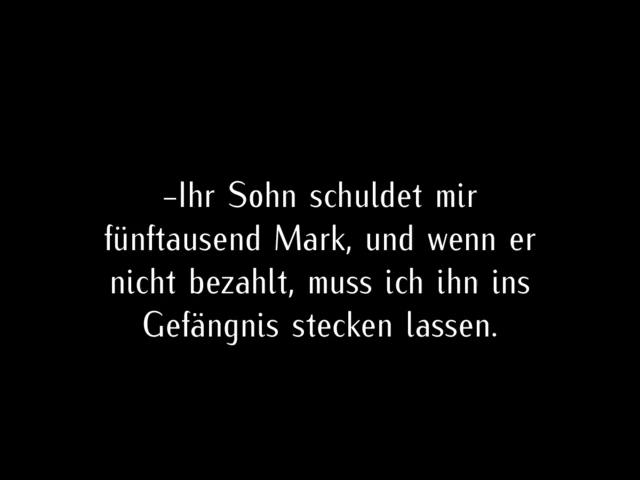 –Ihr Sohn schuldet mir
fünftausend Mark, und wenn er
nicht bezahlt, muss ich ihn ins
Gefängnis stecken lassen.